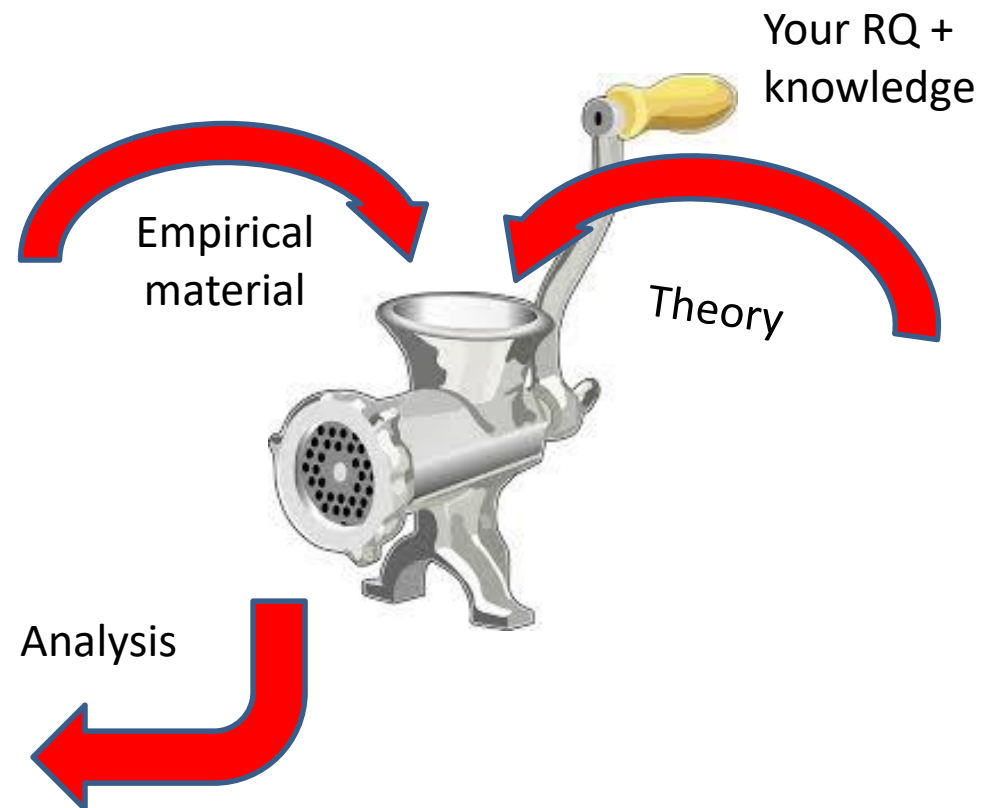 Your RQ +
knowledge
Empirical
material
Theory
Analysis